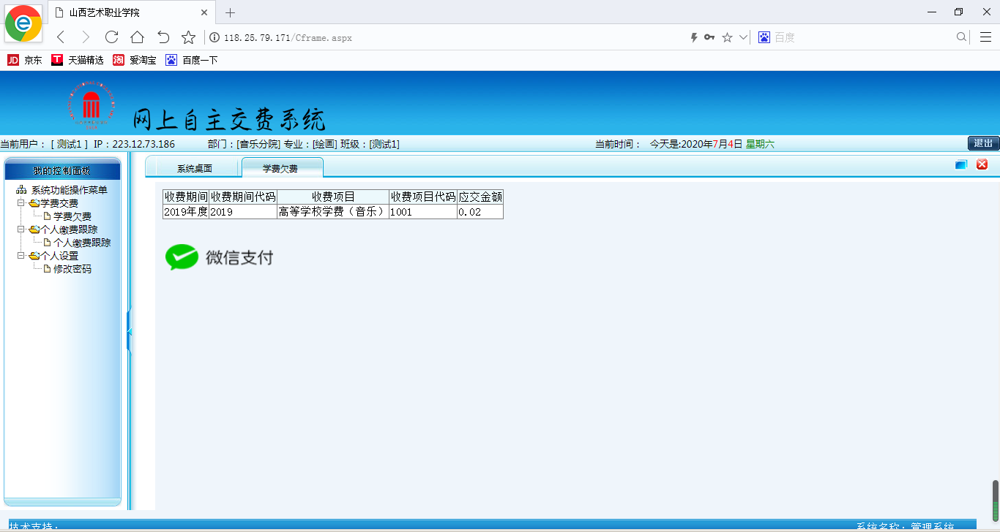 山西艺术职业学院
118.25.79.171/Cframe.aspx
百度
JD 京东 T 天猫精选 淘 爱淘宝 百度一下
网上自主交费系统
当前用户： [ 测试1 ] IP：223.12.73.186 部门：[音乐分院] 专业：[绘画] 班级：[测试1] 当前时间： 今天是:2020年7月4日 星期六 退出
我的控制面板
系统桌面 学费欠费
系统功能操作菜单
学费交费
学费欠费
个人缴费跟踪
个人缴费跟踪
个人设置
修改密码
收费期间 收费期间代码 收费项目 收费项目代码 应交金额
2019年度 2019 高等学校学费（音乐） 1001 0.02
微信支付
技术支持： 系统名称：管理系统